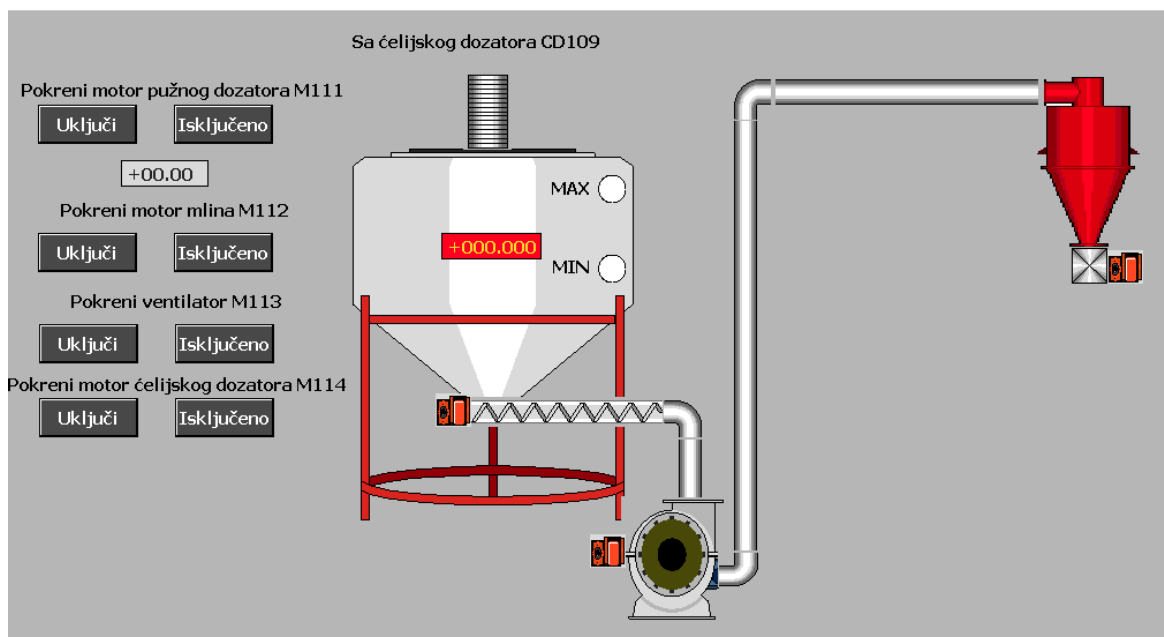 Sa ćelijskog dozatora CD109
Pokreni motor pužnog dozatora M111
Uključi
Isključeno
+00.00
Pokreni motor mlina M112
Uključi
Isključeno
Pokreni ventilator M113
Uključi
Isključeno
Pokreni motor ćelijskog dozatora M114
Uključi
Isključeno
MAX
+000.000
MIN